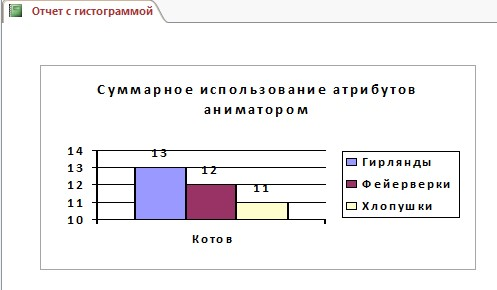 Отчет с гистограммой
Суммарное использование атрибутов
аниматором
14
13
12
11
10
13
12
11
Котов
Гирлянды
Фейерверки
Хлопушки